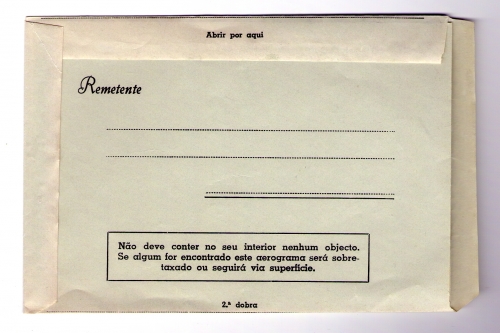 Abrir por aqui
Remetente
Não deve conter no seu interior nenhum objecto.
Se algum for encontrado este aerograma será sobre-
taxado ou seguirá via superfície.
2.ª dobra